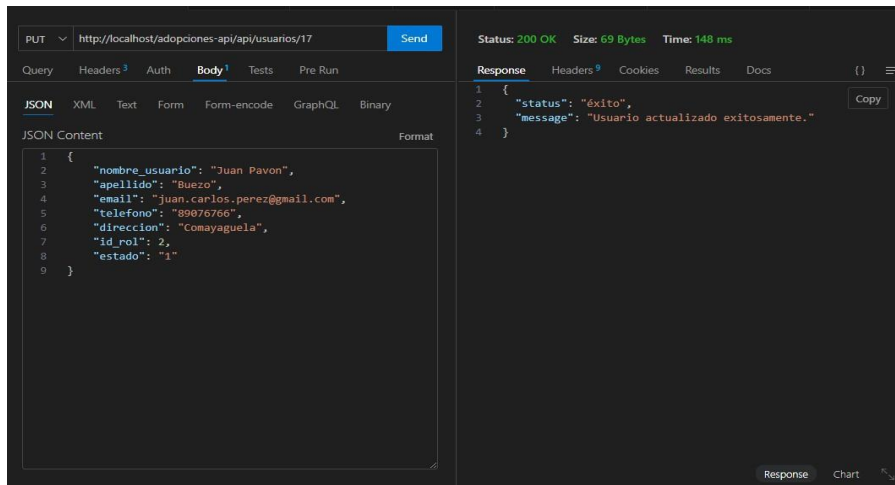 PUT http://localhost/adopciones-api/api/usuarios/17 Send
Query Headers 3 Auth Body 1 Tests Pre Run
JSON XML Text Form Form-encode GraphQL Binary
JSON Content Format
1 {
2 "nombre_usuario": "Juan Pavon",
3 "apellido": "Buezo",
4 "email": "juan.carlos.perez@gmail.com",
5 "telefono": "89076766",
6 "direccion": "Comayaguela",
7 "id_rol": 2,
8 "estado": "1"
9 }
Status: 200 OK Size: 69 Bytes Time: 148 ms
Response Headers 9 Cookies Results Docs {}
Copy
1 {
2 "status": "éxito",
3 "message": "Usuario actualizado exitosamente."
4 }
Response Chart